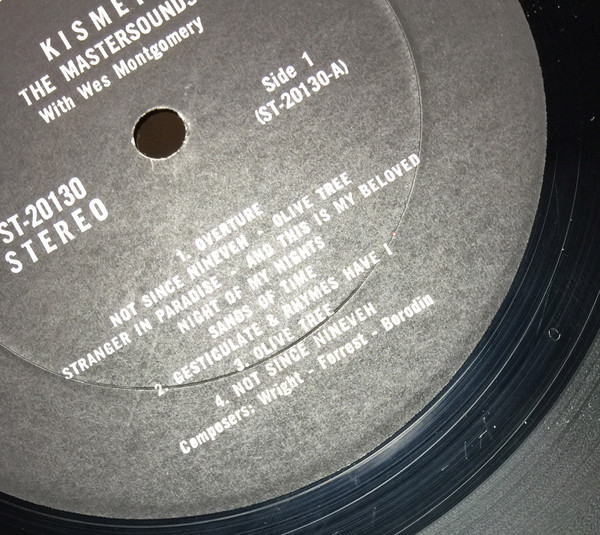 KISMET
THE MASTERSOUNDS
With Wes Montgomery
Side 1
(ST-20130-A)
ST-20130
STEREO
1. OVERTURE
NOT SINCE NINEVEH - OLIVE TREE
STRANGER IN PARADISE - AND THIS IS MY BELOVED
NIGHT OF MY NIGHTS
SANDS OF TIME
2. GESTICULATE & RHYMES HAVE I
3. OLIVE TREE
4. NOT SINCE NINEVEH
Composers: Wright - Forrest - Borodin